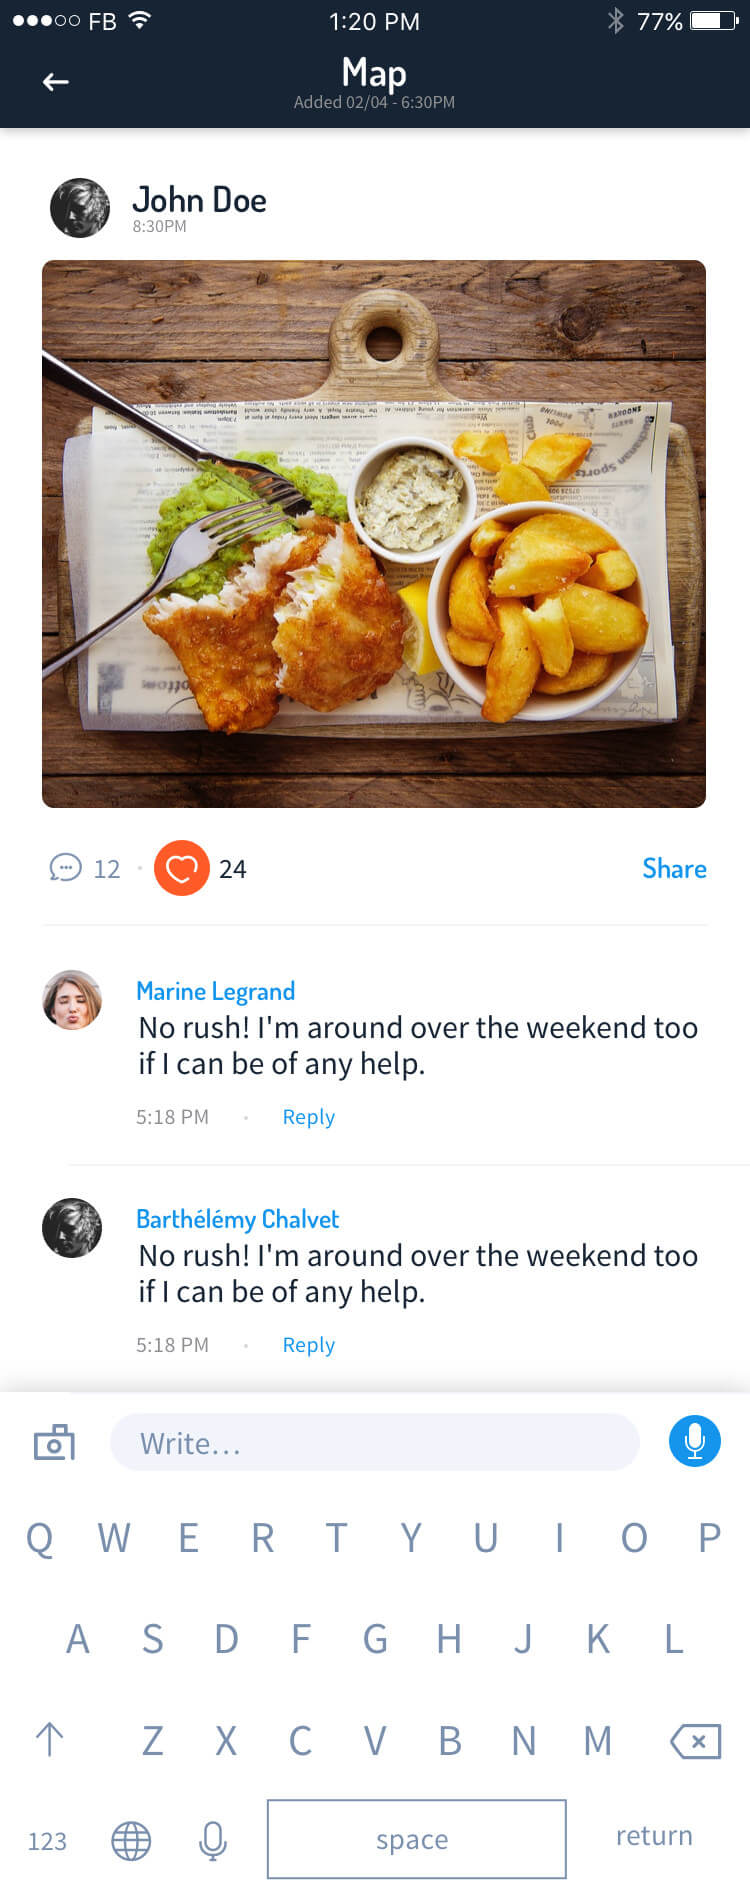 FB 1:20 PM 77%
Map
Added 02/04 - 6:30PM
John Doe
8:30PM
12 24 Share
Marine Legrand
No rush! I'm around over the weekend too
if I can be of any help.
5:18 PM Reply
Barthélémy Chalvet
No rush! I'm around over the weekend too
if I can be of any help.
5:18 PM Reply
Write...
Q W E R T Y U I O P
A S D F G H J K L
Z X C V B N M
123 space return